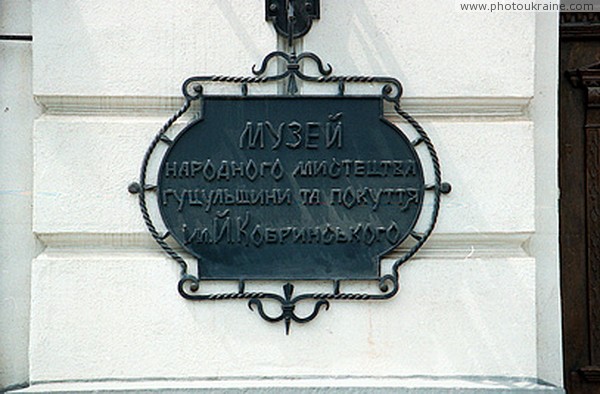 www.photoukraine.com
МУЗЕЙ
НАРОДНОГО МИСТЕЦТВА
ГУЦУЛЬЩИНИ ТА ПОКУТТЯ
ім.Й.Кобринського